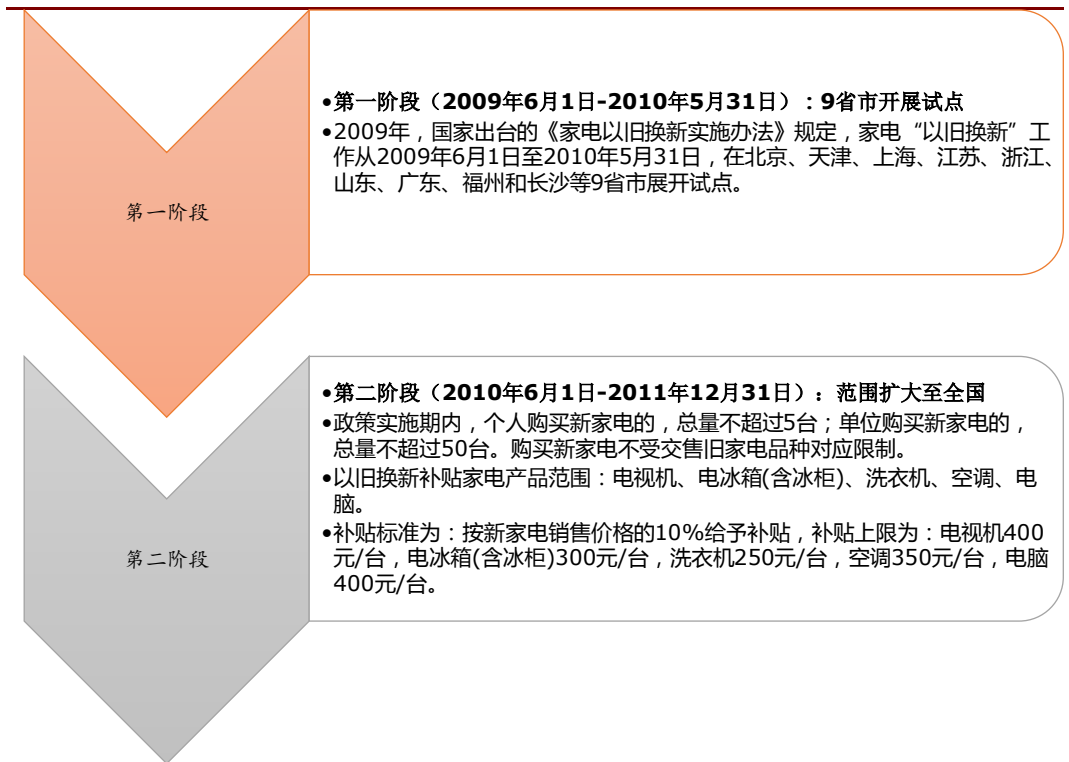 第一阶段
•第一阶段（2009年6月1日-2010年5月31日）：9省市开展试点
•2009年，国家出台的《家电以旧换新实施办法》规定，家电“以旧换新”工
作从2009年6月1日至2010年5月31日，在北京、天津、上海、江苏、浙江、
山东、广东、福州和长沙等9省市展开试点。
第二阶段
•第二阶段（2010年6月1日-2011年12月31日）：范围扩大至全国
•政策实施期内，个人购买新家电的，总量不超过5台；单位购买新家电的，
总量不超过50台。购买新家电不受交售旧家电品种对应限制。
•以旧换新补贴家电产品范围：电视机、电冰箱(含冰柜)、洗衣机、空调、电
脑。
•补贴标准为：按新家电销售价格的10%给予补贴，补贴上限为：电视机400
元/台，电冰箱(含冰柜)300元/台，洗衣机250元/台，空调350元/台，电脑
400元/台。